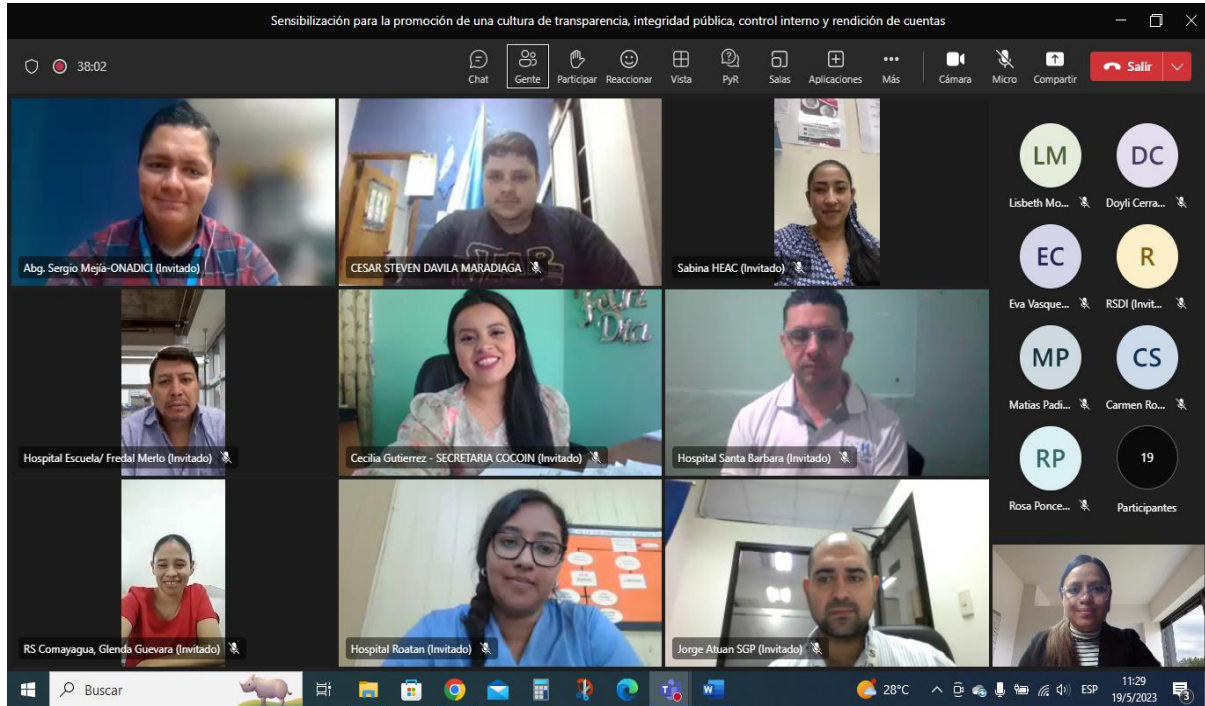 Sensibilización para la promoción de una cultura de transparencia, integridad pública, control interno y rendición de cuentas
38:02
Chat
Gente
Participar
Reaccionar
Vista
PyR
Salas
Aplicaciones
Más
Cámara
Micro
Compartir
Salir
Abg. Sergio Mejía-ONADICI (Invitado)
CESAR STEVEN DAVILA MARADIAGA
Sabina HEAC (Invitado)
LM
DC
Lisbeth Mo...
Doyli Cerra...
EC
R
Eva Vasque...
RSDI (Invit...
Hospital Escuela/ Fredal Merlo (Invitado)
Feliz
Día
Cecilia Gutierrez - SECRETARIA COCOIN (Invitado)
Hospital Santa Barbara (Invitado)
MP
CS
Matias Padi...
Carmen Ro...
RP
19
Rosa Ponce...
Participantes
RS Comayagua, Glenda Guevara (Invitado)
Hospital Roatan (Invitado)
Jorge Atuan SGP (Invitado)
Buscar
28°C
ESP
11:29
19/5/2023
3